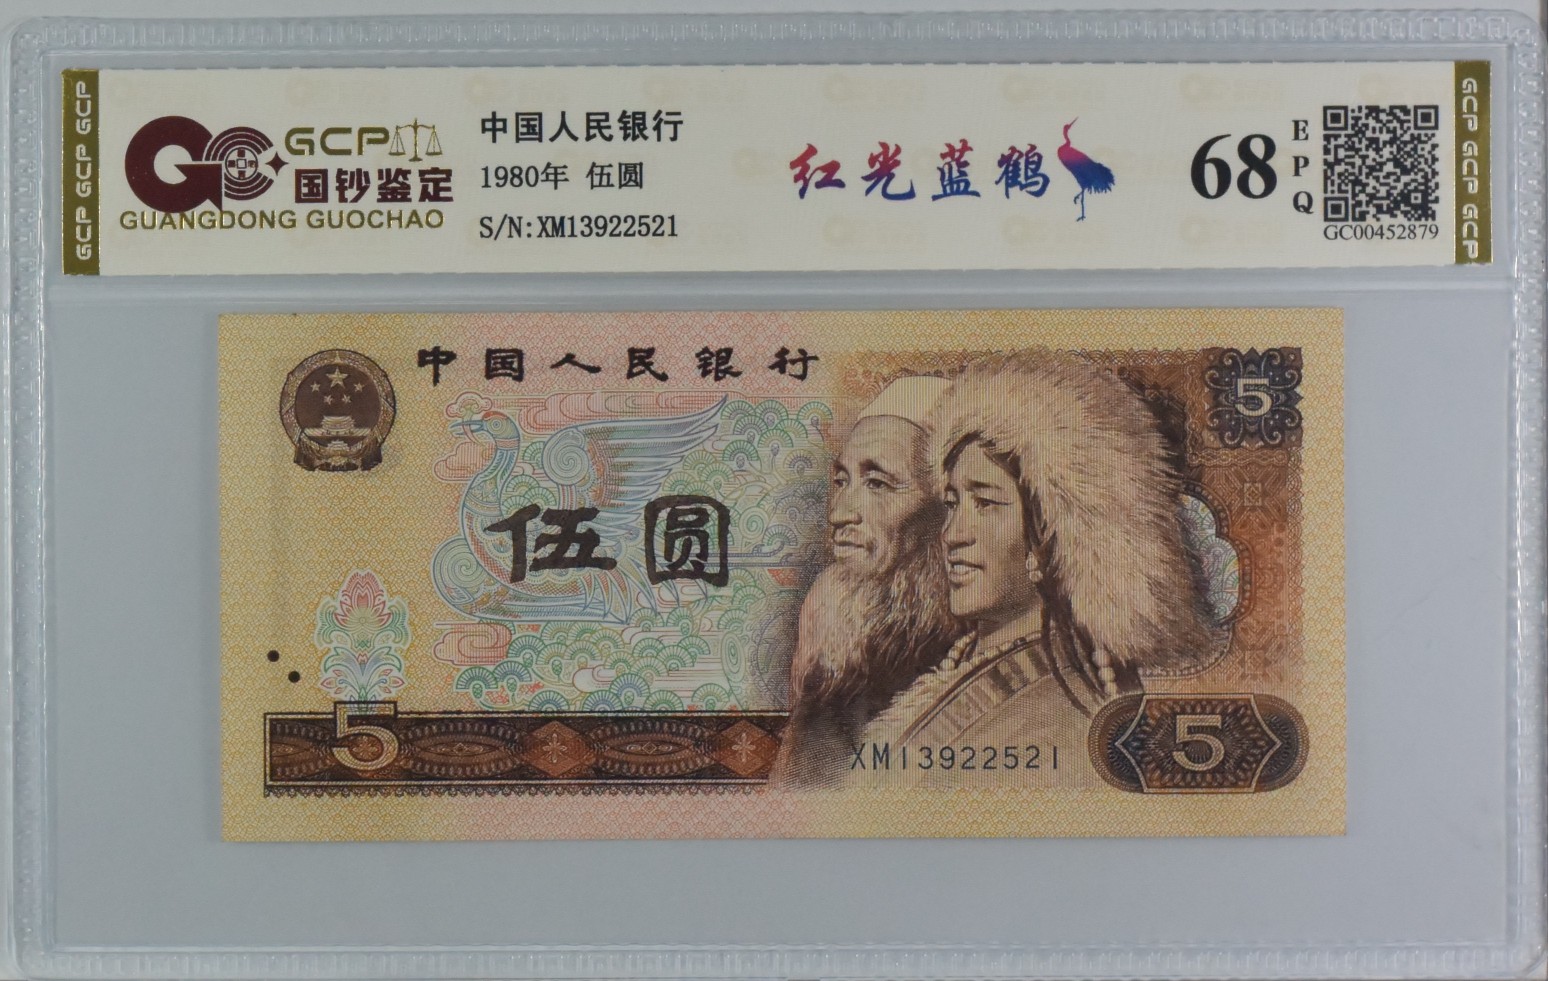 GCP GCP GCP
GCP
国钞鉴定
GUANGDONG GUOCHAO
中国人民银行
1980年 伍圆
S/N:XM13922521
红光蓝鹤
68
EPQ
GC00452879
GCP GCP GCP
中国人民银行
5
伍圆
5
XM13922521
5